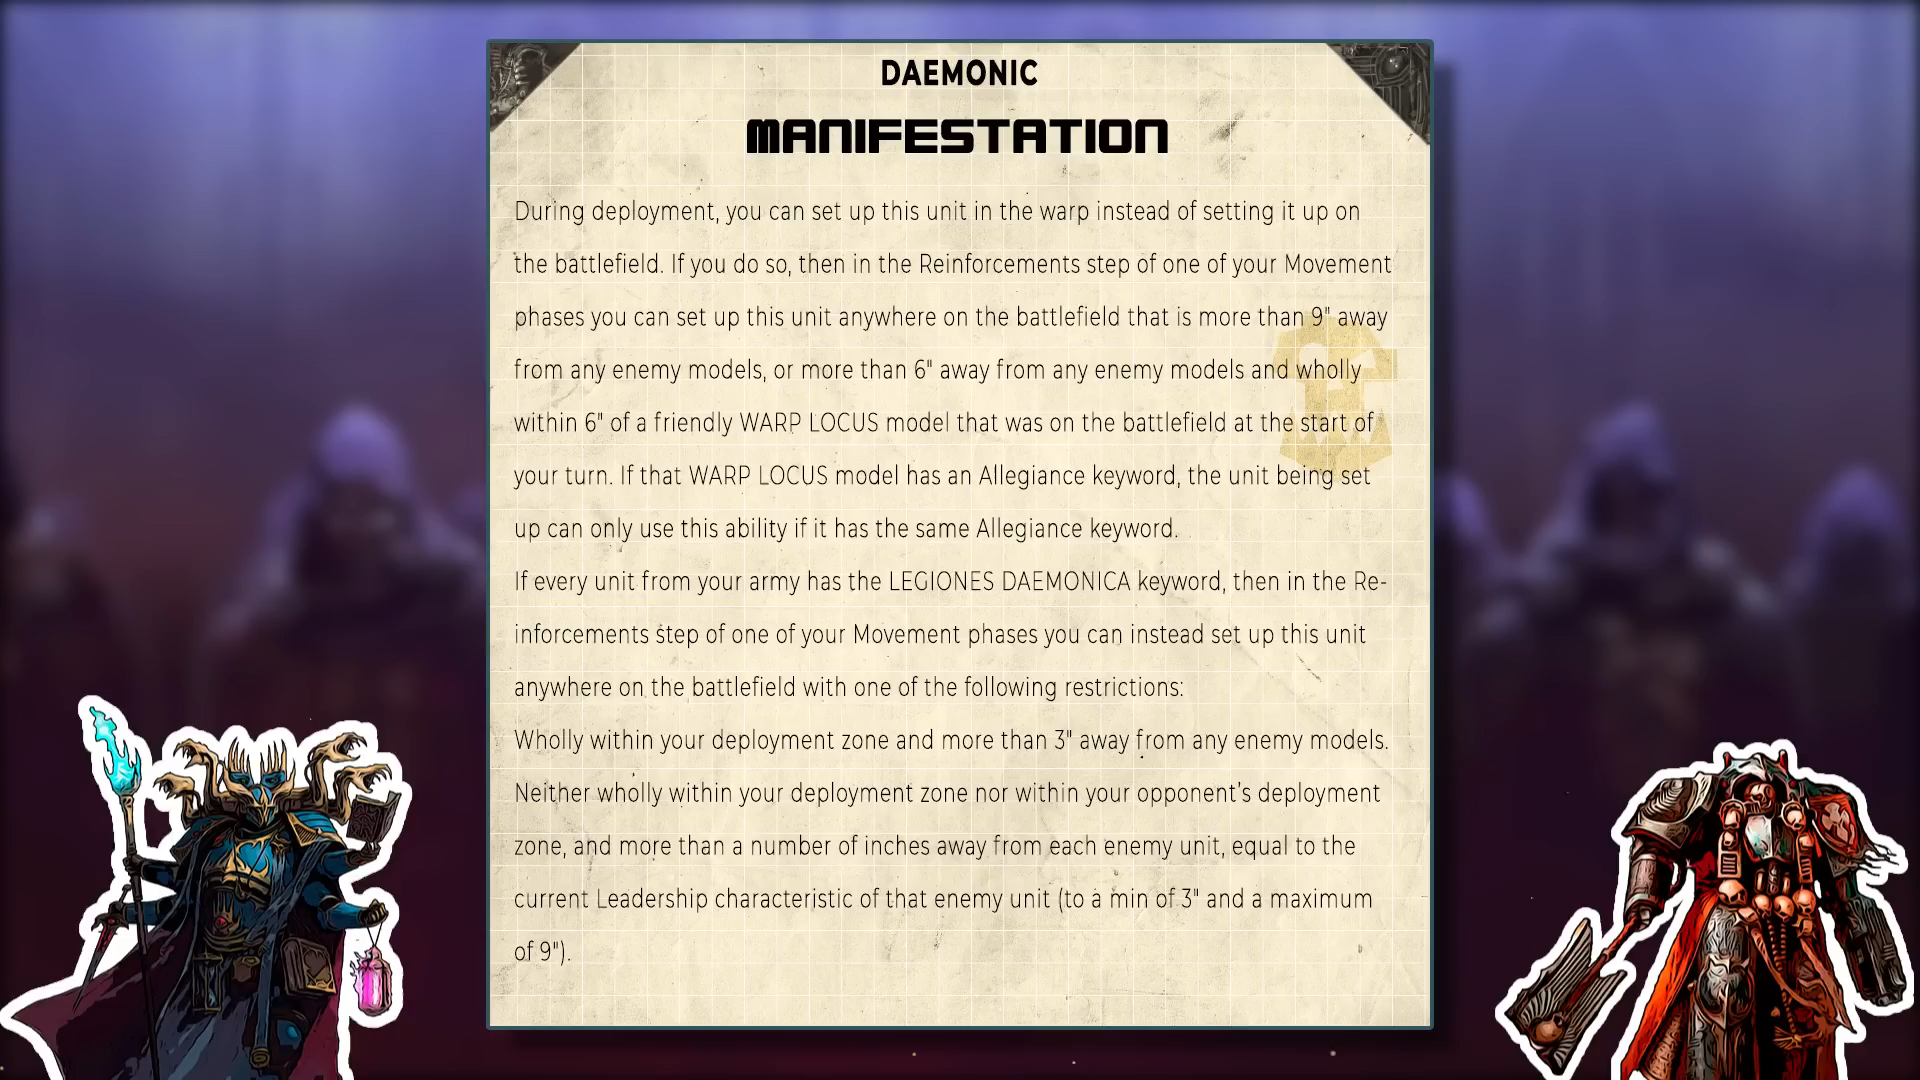 DAEMONIC
MANIFESTATION
During deployment, you can set up this unit in the warp instead of setting it up on
the battlefield. If you do so, then in the Reinforcements step of one of your Movement
phases you can set up this unit anywhere on the battlefield that is more than 9" away
from any enemy models, or more than 6" away from any enemy models and wholly
within 6" of a friendly WARP LOCUS model that was on the battlefield at the start of
your turn. If that WARP LOCUS model has an Allegiance keyword, the unit being set
up can only use this ability if it has the same Allegiance keyword.
If every unit from your army has the LEGIONES DAEMONICA keyword, then in the Re-
inforcements step of one of your Movement phases you can instead set up this unit
anywhere on the battlefield with one of the following restrictions:
Wholly within your deployment zone and more than 3" away from any enemy models.
Neither wholly within your deployment zone nor within your opponent's deployment
zone, and more than a number of inches away from each enemy unit, equal to the
current Leadership characteristic of that enemy unit (to a min of 3" and a maximum
of 9").